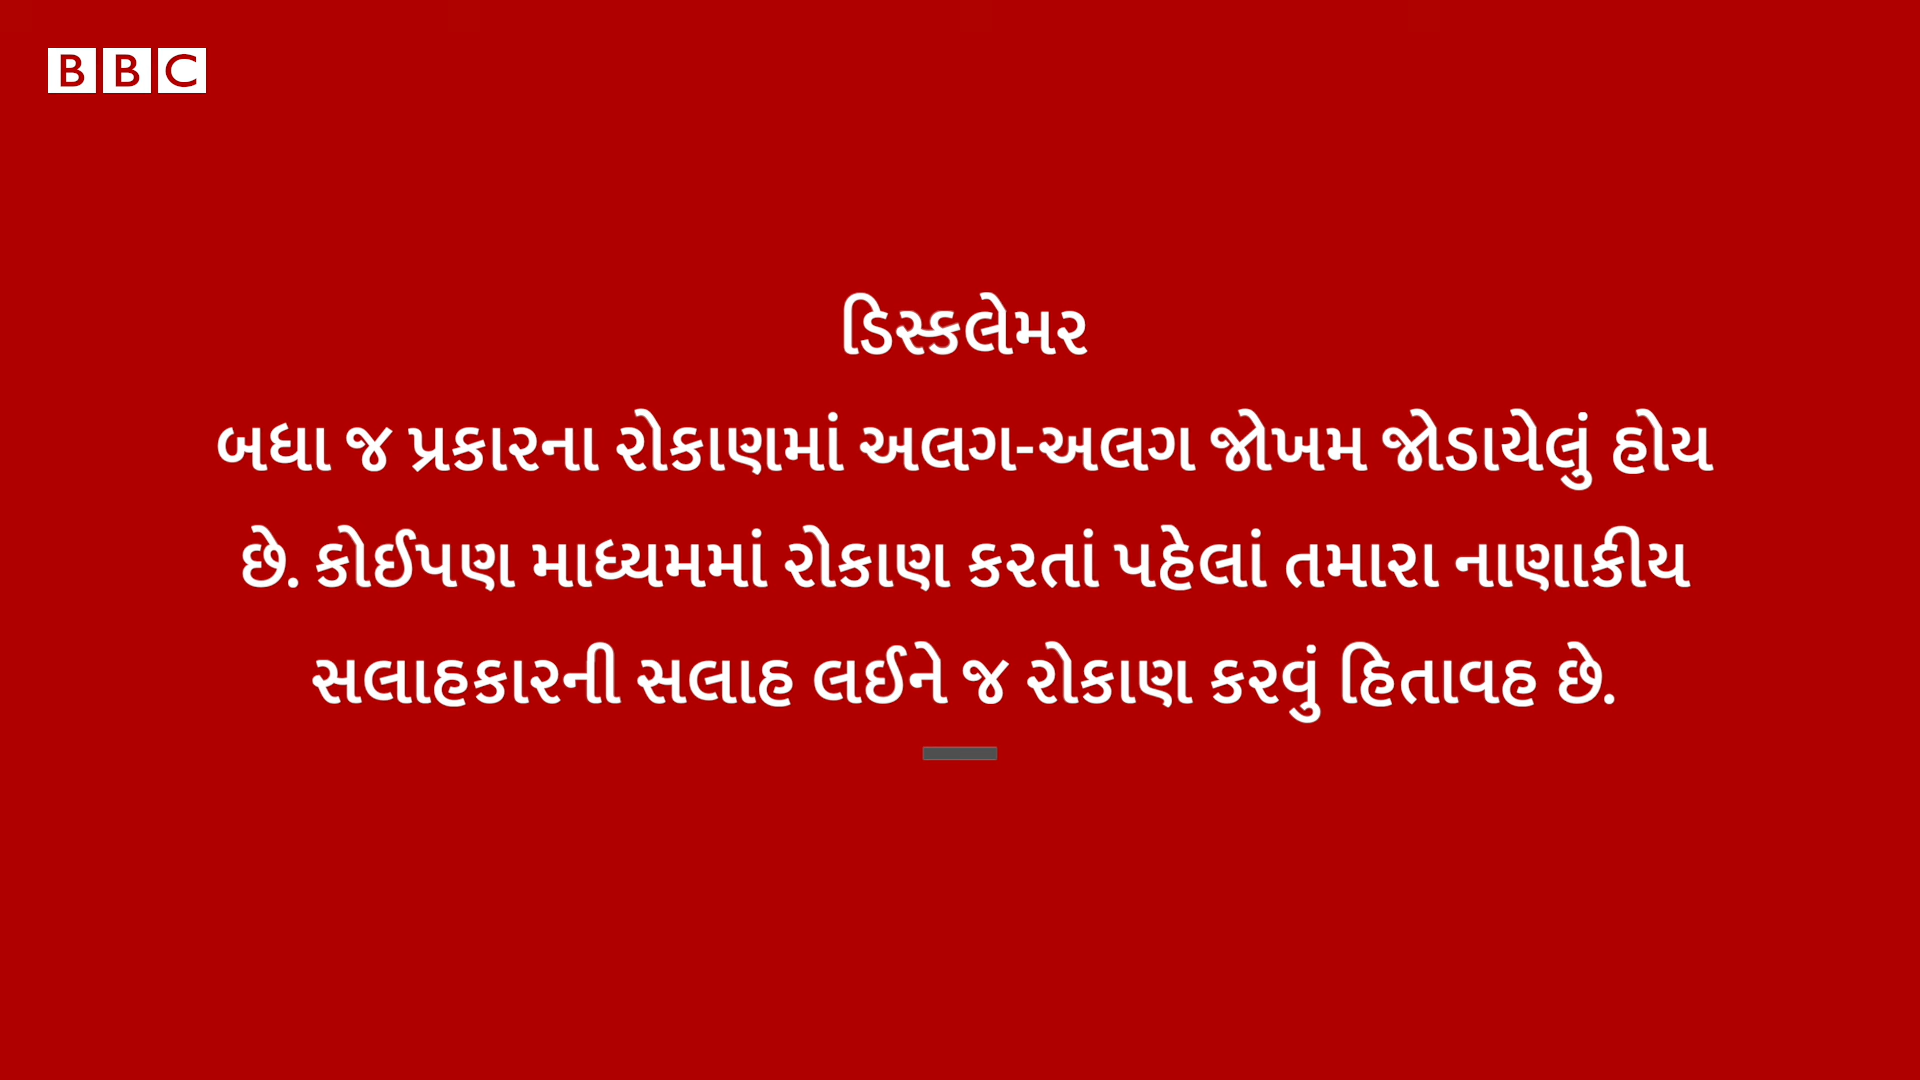 BBC
ડિસ્કલેમર
બધા જ પ્રકારના રોકાણમાં અલગ-અલગ જોખમ જોડાયેલું હોય
છે. કોઈપણ માધ્યમમાં રોકાણ કરતાં પહેલાં તમારા નાણાકીય
સલાહકારની સલાહ લઈને જ રોકાણ કરવું હિતાવહ છે.